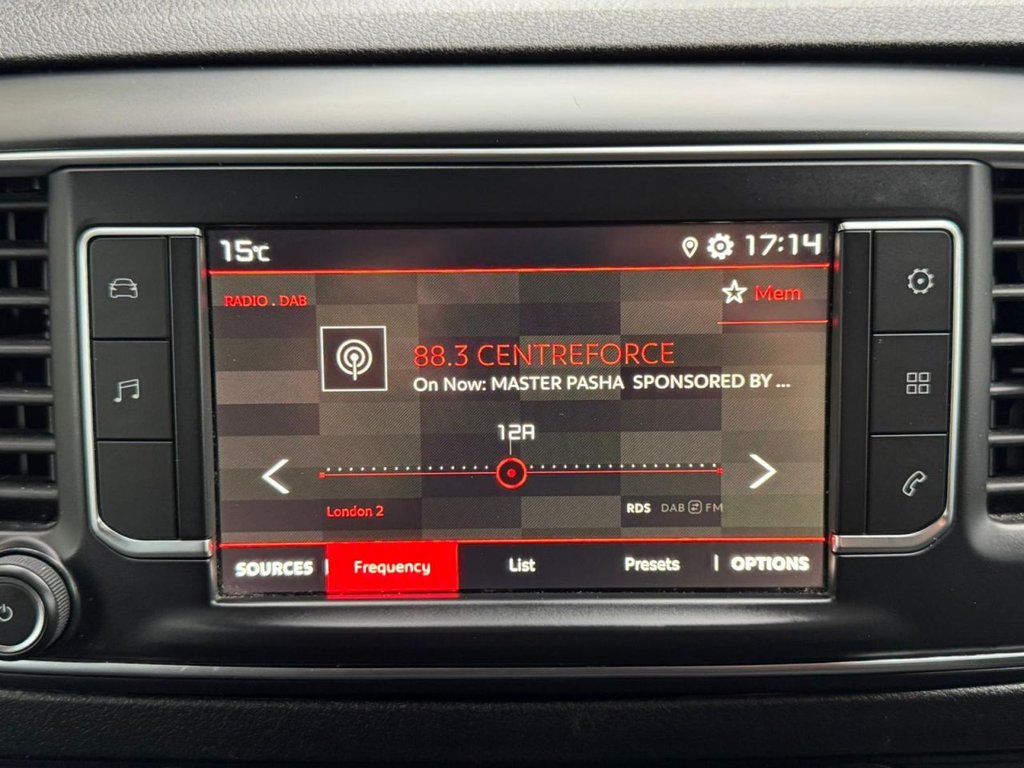 15°C 17:14
RADIO . DAB
Mem
88.3 CENTREFORCE
On Now: MASTER PASHA SPONSORED BY ...
12A
London 2
RDS DAB FM
SOURCES Frequency List Presets OPTIONS